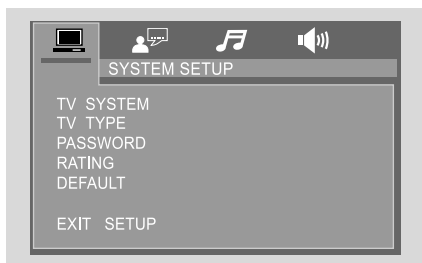 SYSTEM SETUP
TV SYSTEM
TV TYPE
PASSWORD
RATING
DEFAULT
EXIT SETUP